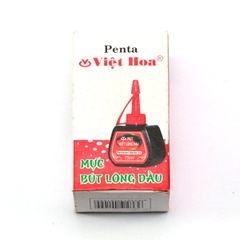 Penta
Việt Hoa®
MỰC
BÚT LÔNG DẦU